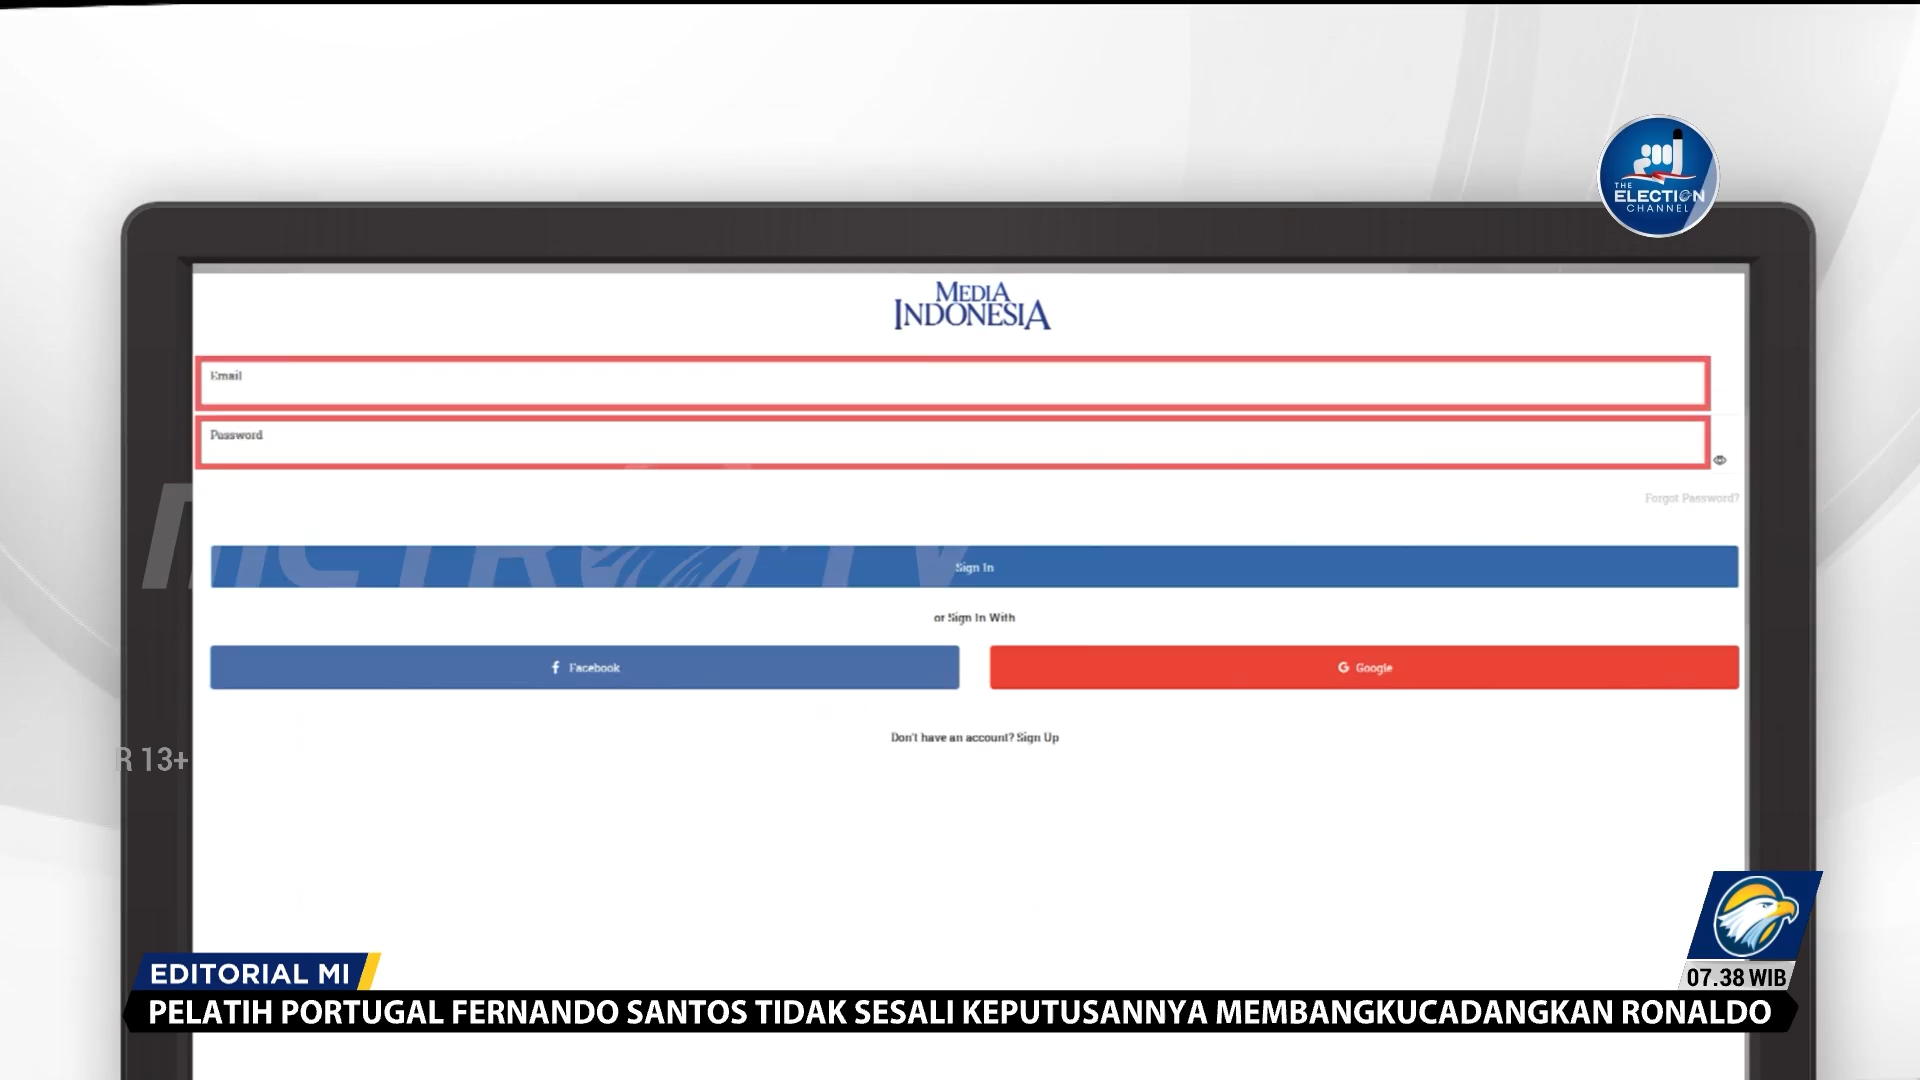 THE
ELECTION
CHANNEL
MEDIA
INDONESIA
Email
Password
Forgot Password?
METRO TV
Sign In
or Sign In With
Facebook
G Google
Don't have an account? Sign Up
R 13+
EDITORIAL MI
07.38 WIB
PELATIH PORTUGAL FERNANDO SANTOS TIDAK SESALI KEPUTUSANNYA MEMBANGKUCADANGKAN RONALDO